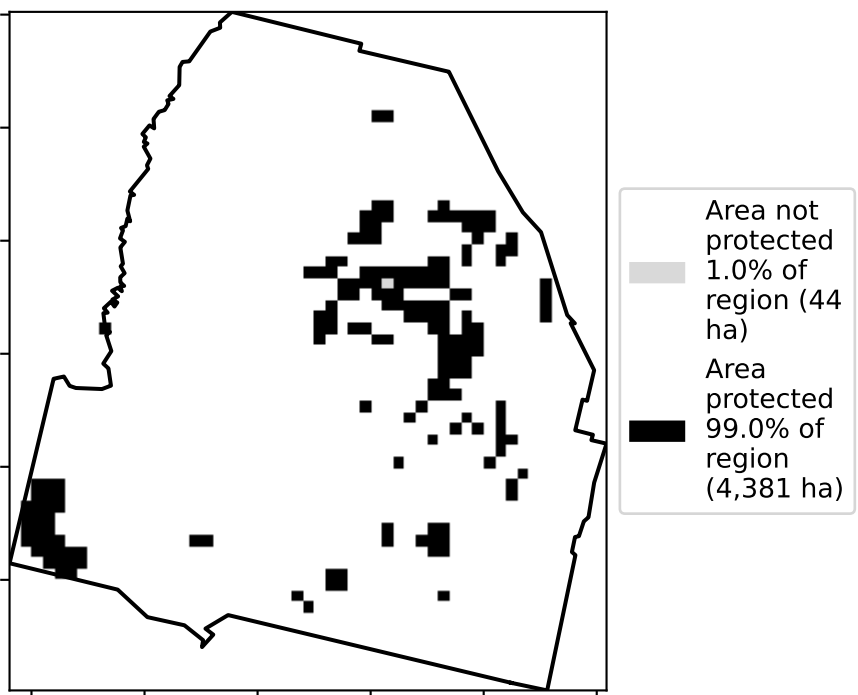 Area not
protected
1.0% of
region (44
ha)
Area
protected
99.0% of
region
(4,381 ha)